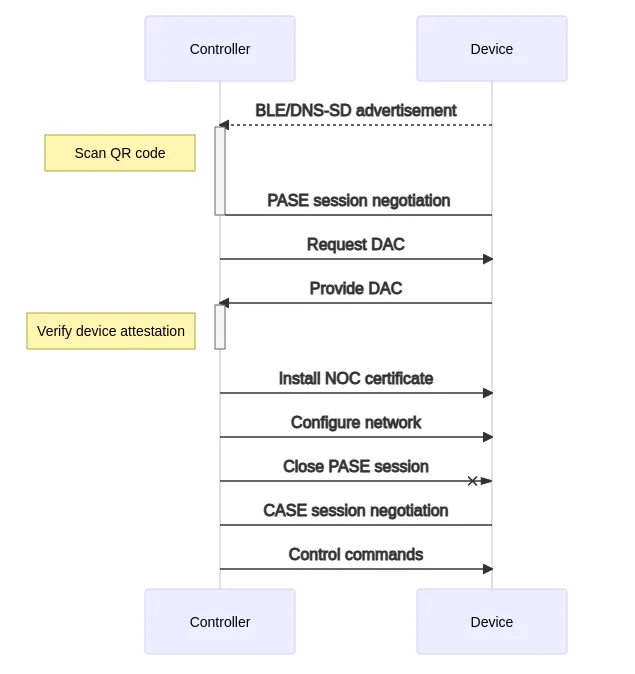 Controller
Device
BLE/DNS-SD advertisement
Scan QR code
PASE session negotiation
Request DAC
Provide DAC
Verify device attestation
Install NOC certificate
Configure network
Close PASE session
CASE session negotiation
Control commands
Controller
Device